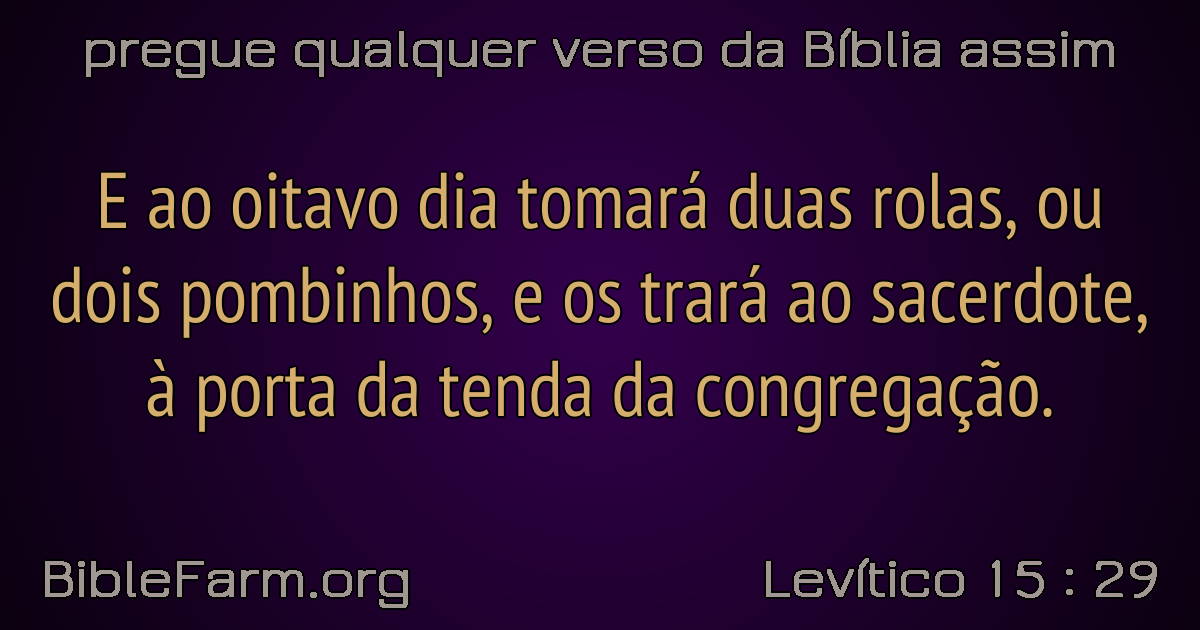 pregue qualquer verso da Bíblia assim
E ao oitavo dia tomará duas rolas, ou
dois pombinhos, e os trará ao sacerdote,
à porta da tenda da congregação.
BibleFarm.org
Levítico 15 : 29